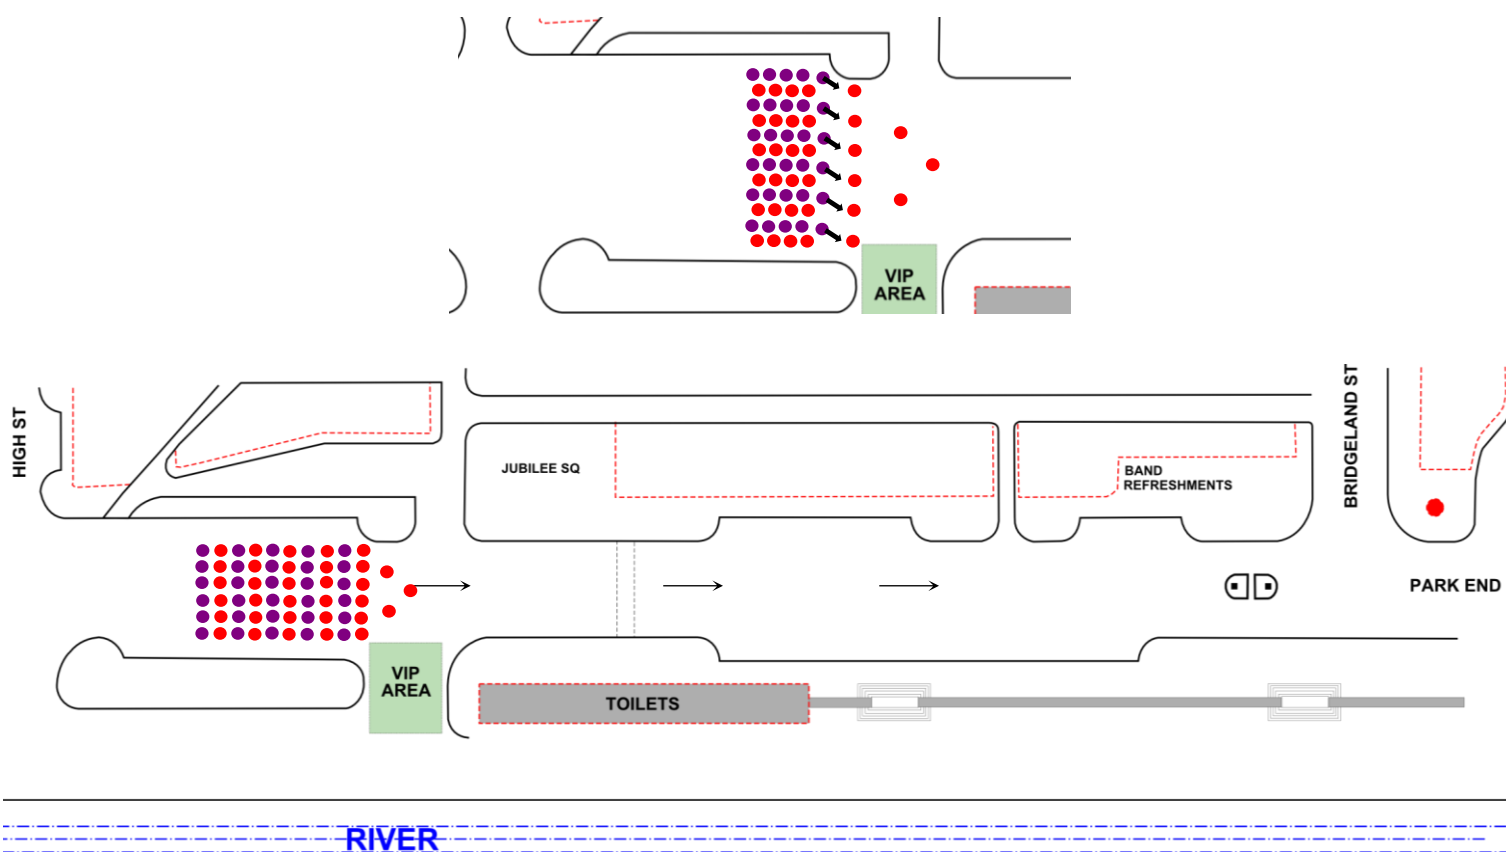 VIP
AREA
HIGH ST
JUBILEE SQ
BAND
REFRESHMENTS
BRIDGELAND ST
PARK END
VIP
AREA
TOILETS
RIVER